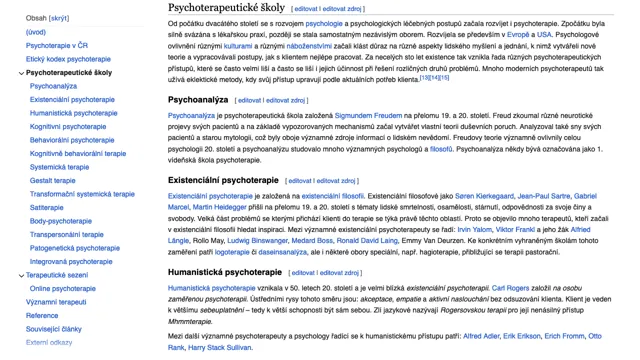 Obsah [skrýt]
(úvod)
Psychoterapie v ČR
Etický kodex psychoterapie
Psychoterapeutické školy
Psychoanalýza
Existenciální psychoterapie
Humanistická psychoterapie
Kognitivní psychoterapie
Behaviorální psychoterapie
Kognitivně behaviorální terapie
Systemická terapie
Gestalt terapie
Transformační systemická terapie
Satiterapie
Body-psychoterapie
Transpersonální terapie
Patogenetická psychoterapie
Integrovaná psychoterapie
Terapeutické sezení
Online psychoterapie
Významní terapeuti
Reference
Související články
Externí odkazy
Psychoterapeutické školy [ editovat | editovat zdroj ]
Od počátku dvacátého století se s rozvojem psychologie a psychologických léčebných postupů začala rozvíjet i psychoterapie. Zpočátku byla
silně svázána s lékařskou praxí, později se stala samostatným nezávislým oborem. Rozvíjela se především v Evropě a USA. Psychologové
ovlivnění různými kulturami a různými náboženstvími začali klást důraz na různé aspekty lidského myšlení a jednání, k nimž vytvářeli nové
teorie a vypracovávali postupy, jak s klientem nejlépe pracovat. Za necelých sto let existence tak vznikla řada různých psychoterapeutických
přístupů, které se často velmi liší a často se liší i jejich účinnost při řešení rozličných druhů problémů. Mnoho moderních psychoterapeutů tak
užívá eklektické metody, kdy svůj přístup upravují podle aktuálních potřeb klienta.[13][14][15]
Psychoanalýza [ editovat | editovat zdroj ]
Psychoanalýza je psychoterapeutická škola založená Sigmundem Freudem na přelomu 19. a 20. století. Freud zkoumal různé neurotické
projevy svých pacientů a na základě vypozorovaných mechanismů začal vytvářet vlastní teorii duševních poruch. Analyzoval také sny svých
pacientů a starou mytologii, což byly oboje významné zdroje informací o lidském nevědomí. Freudovy teorie významně ovlivnily celou
psychologii 20. století a psychoanalýzu studovalo mnoho významných psychologů a filosofů. Psychoanalýza někdy bývá označována jako 1.
vídeňská škola psychoterapie.
Existenciální psychoterapie [ editovat | editovat zdroj ]
Existenciální psychoterapie je založená na existenciální filosofii. Existenciální filosofové jako Søren Kierkegaard, Jean-Paul Sartre, Gabriel
Marcel, Martin Heidegger přišli na přelomu 19. a 20. století s tématy lidské smrtelnosti, osamělosti, stárnutí, odpovědnosti za svoje činy a
svobody. Velká část problémů se kterými přichází klienti do terapie se týká právě těchto oblastí. Proto se objevilo mnoho terapeutů, kteří začali
v existenciální filosofii hledat inspiraci. Mezi významné existenciální psychoterapeuty se řadí: Irvin Yalom, Viktor Frankl a jeho žák Alfried
Längle, Rollo May, Ludwig Binswanger, Medard Boss, Ronald David Laing, Emmy Van Deurzen. Ke konkrétním vyhraněným školám tohoto
zaměření patří logoterapie či daseinsanalýza, ale i některé obory speciální, např. hagioterapie, přibližující se terapii pastorační.
Humanistická psychoterapie [ editovat | editovat zdroj ]
Humanistická psychoterapie vznikala v 50. letech 20. století a je velmi blízká existenciální psychoterapii. Carl Rogers založil na osobu
zaměřenou psychoterapii. Ústředními rysy tohoto směru jsou: akceptace, empatie a aktivní naslouchání bez odsuzování klienta. Klient je veden
k většímu sebeuplatnění – tedy k větší schopnosti být sám sebou. Zlí jazykové nazývají Rogersovskou terapii pro její nenásilný přístup
Mhmmterapie.
Mezi další významné psychoterapeuty a psychology řadící se k humanistickému přístupu patří: Alfred Adler, Erik Erikson, Erich Fromm, Otto
Rank, Harry Stack Sullivan.